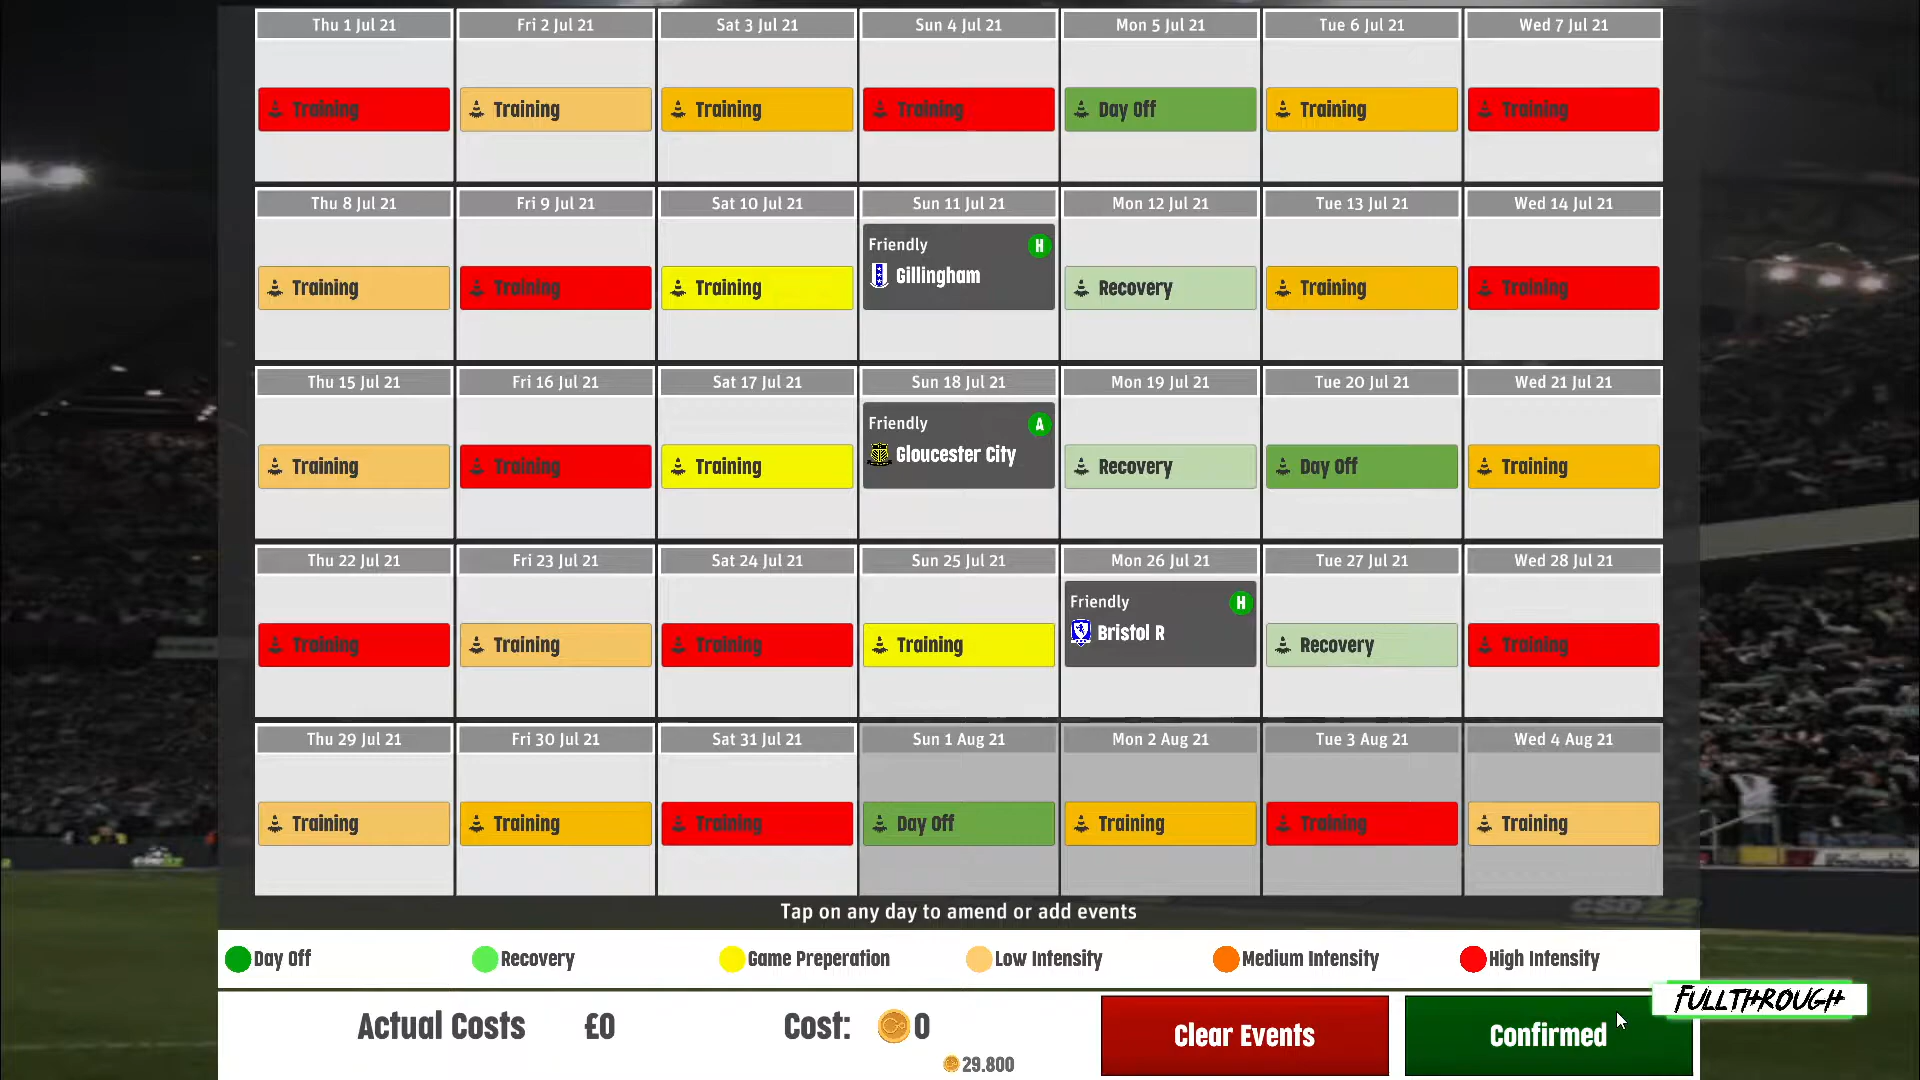 Thu 1 Jul 21 Fri 2 Jul 21 Sat 3 Jul 21 Sun 4 Jul 21 Mon 5 Jul 21 Tue 6 Jul 21 Wed 7 Jul 21
Training Training Training Training Day Off Training Training
Thu 8 Jul 21 Fri 9 Jul 21 Sat 10 Jul 21 Sun 11 Jul 21 Mon 12 Jul 21 Tue 13 Jul 21 Wed 14 Jul 21
Friendly H
Gillingham
Training Training Training Recovery Training Training
Thu 15 Jul 21 Fri 16 Jul 21 Sat 17 Jul 21 Sun 18 Jul 21 Mon 19 Jul 21 Tue 20 Jul 21 Wed 21 Jul 21
Friendly A
Gloucester City
Training Training Training Recovery Day Off Training
Thu 22 Jul 21 Fri 23 Jul 21 Sat 24 Jul 21 Sun 25 Jul 21 Mon 26 Jul 21 Tue 27 Jul 21 Wed 28 Jul 21
Friendly H
Bristol R
Training Training Training Training Recovery Training
Thu 29 Jul 21 Fri 30 Jul 21 Sat 31 Jul 21 Sun 1 Aug 21 Mon 2 Aug 21 Tue 3 Aug 21 Wed 4 Aug 21
Training Training Training Day Off Training Training Training
CSD22
Tap on any day to amend or add events
Day Off Recovery Game Preperation Low Intensity Medium Intensity High Intensity
FULLTHROUGH
Actual Costs £0 Cost: 0 Clear Events Confirmed
29.800